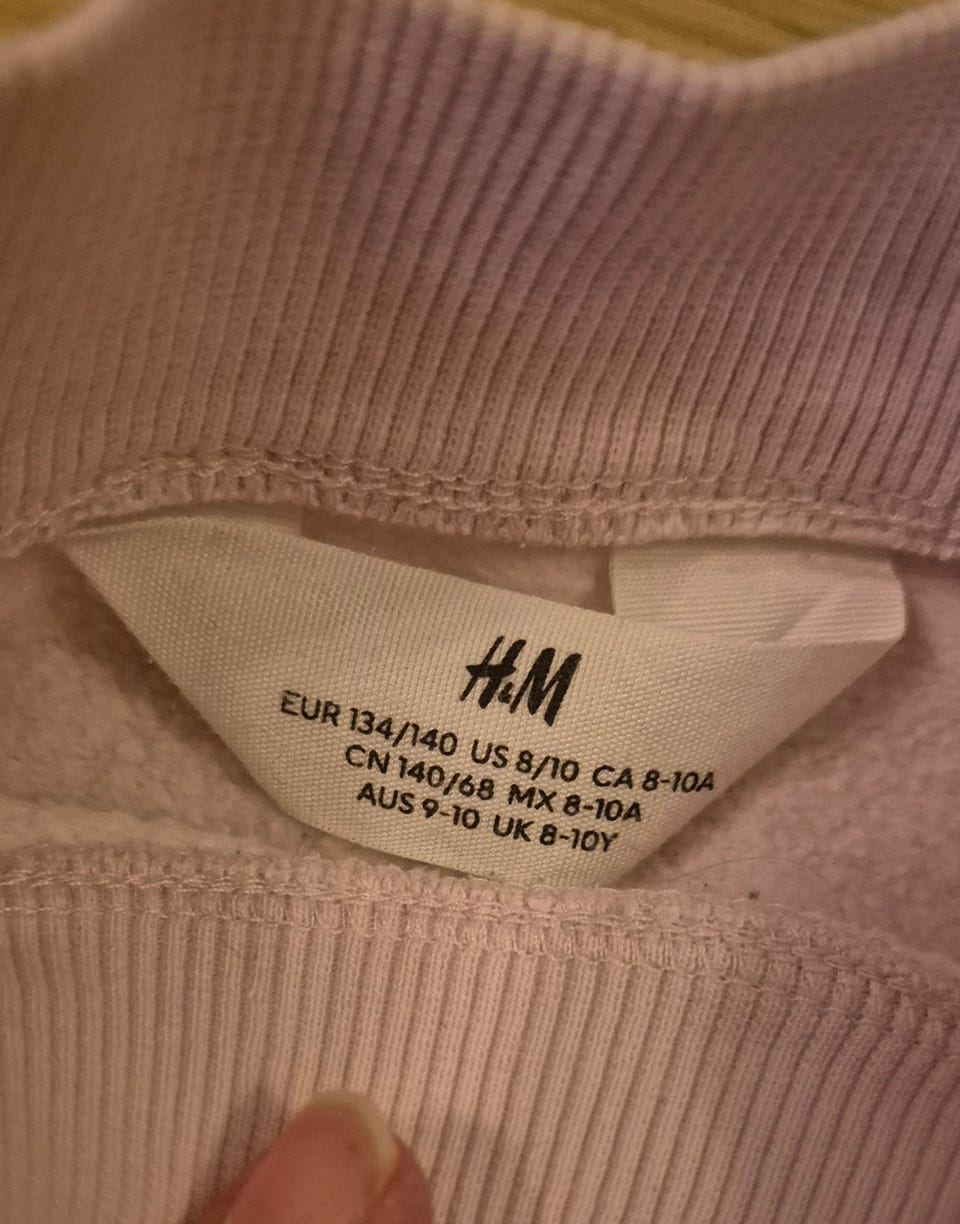 H&M
EUR 134/140 US 8/10 CA 8-10A
CN 140/68 MX 8-10A
AUS 9-10 UK 8-10Y